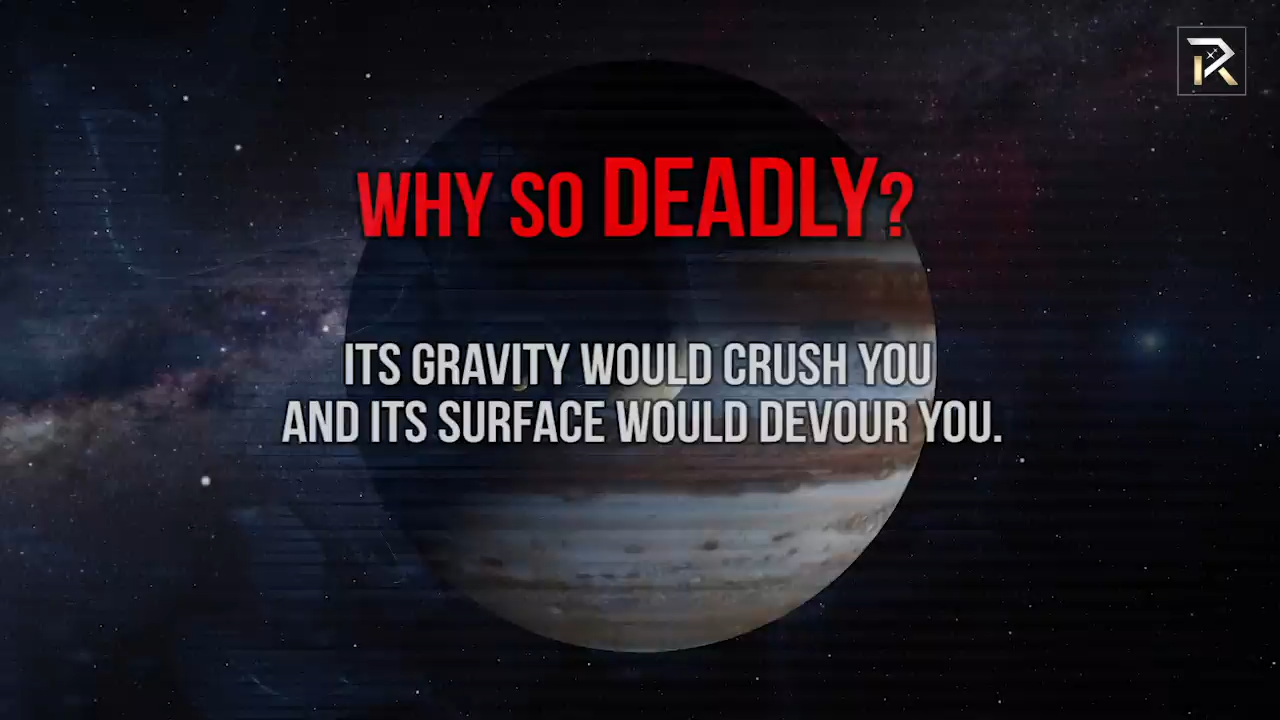 WHY SO DEADLY?
ITS GRAVITY WOULD CRUSH YOU
AND ITS SURFACE WOULD DEVOUR YOU.